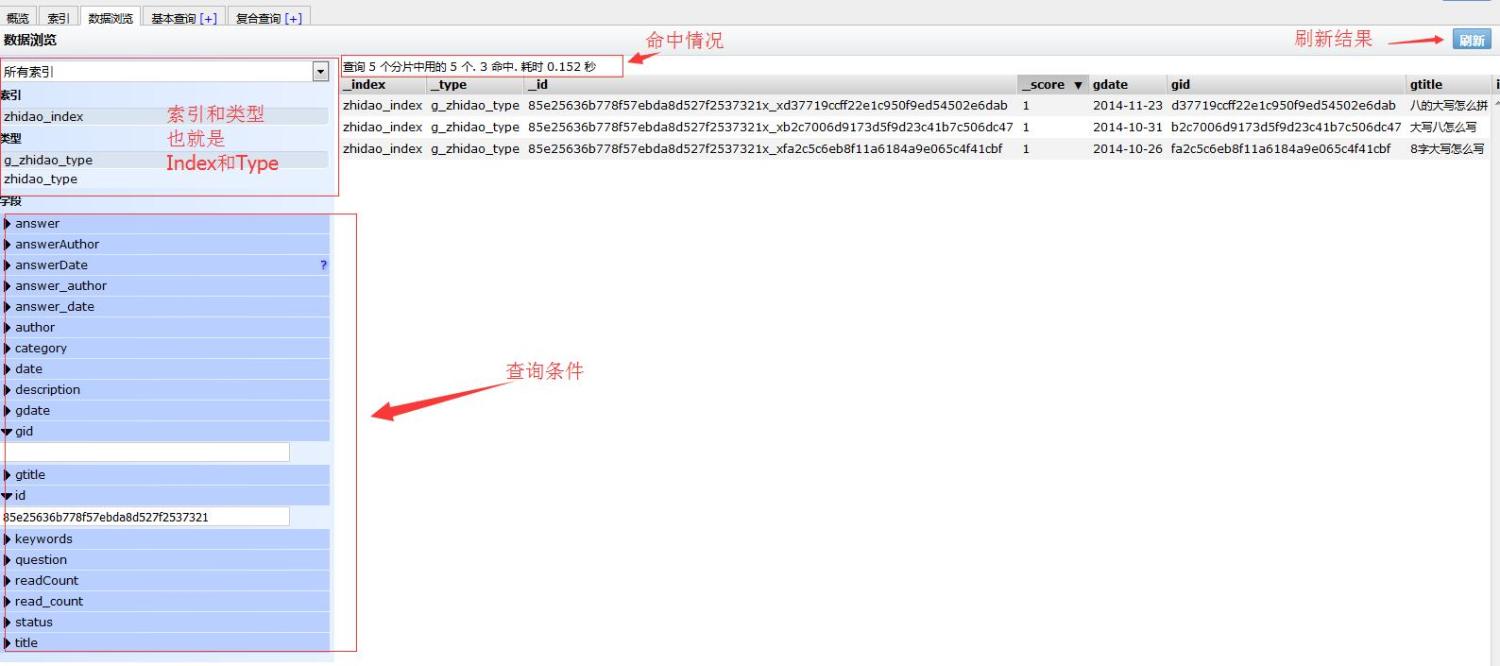 概览 索引 数据浏览 基本查询 [+] 复合查询 [+]
数据浏览
命中情况
刷新结果
刷新
所有索引
查询 5 个分片中用的 5 个. 3 命中. 耗时 0.152 秒
索引
zhidao_index
索引和类型
类型
也就是
g_zhidao_type
Index和Type
zhidao_type
_index _type _id _score ▼ gdate gid gtitle
zhidao_index g_zhidao_type 85e25636b778f57ebda8d527f2537321x_xd37719ccff22e1c950f9ed54502e6dab 1 2014-11-23 d37719ccff22e1c950f9ed54502e6dab 八的大写怎么拼
zhidao_index g_zhidao_type 85e25636b778f57ebda8d527f2537321x_xb2c7006d9173d5f9d23c41b7c506dc47 1 2014-10-31 b2c7006d9173d5f9d23c41b7c506dc47 大写八怎么写
zhidao_index g_zhidao_type 85e25636b778f57ebda8d527f2537321x_xfa2c5c6eb8f11a6184a9e065c4f41cbf 1 2014-10-26 fa2c5c6eb8f11a6184a9e065c4f41cbf 8字大写怎么写
字段
answer
answerAuthor
answerDate ?
answer_author
answer_date
author
category
date
description
gdate
gid
gtitle
id
85e25636b778f57ebda8d527f2537321
keywords
question
readCount
read_count
status
title
查询条件